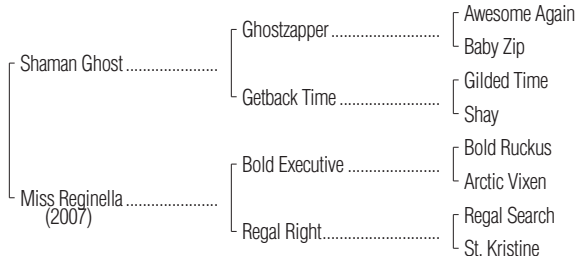 Awesome Again
Ghostzapper
Baby Zip
Shaman Ghost
Gilded Time
Getback Time
Shay
Bold Ruckus
Bold Executive
Arctic Vixen
Miss Reginella
(2007)
Regal Search
Regal Right
St. Kristine